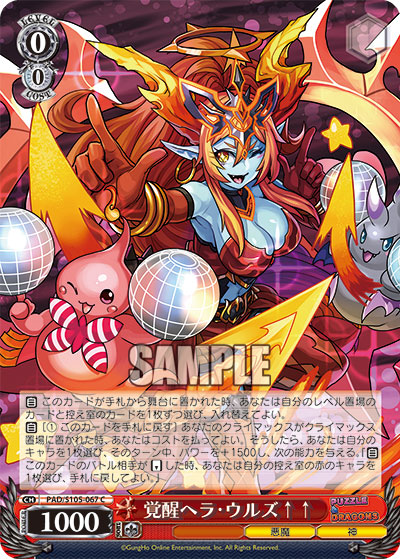 LEVEL
0
0
COST
SAMPLE
自 このカードが手札から舞台に置かれた時、あなたは自分のレベル置場の
カードと控え室のカードを1枚ずつ選び、入れ替えてよい。
自 [① このカードを手札に戻す] あなたのクライマックスがクライマックス
置場に置かれた時、あなたはコストを払ってよい。そうしたら、あなたは自分の
キャラを1枚選び、そのターン中、パワーを+1500し、次の能力を与える。『自
このカードのバトル相手が 【】した時、あなたは自分の控え室の赤のキャラを
1枚選び、手札に戻してよい。』
CH PAD/S105-067 C
1000
覚醒ヘラ・ウルズ↑↑
悪魔
神
PUZZLE & DRAGONS
©GungHo Online Entertainment, Inc. All Rights Reserved.